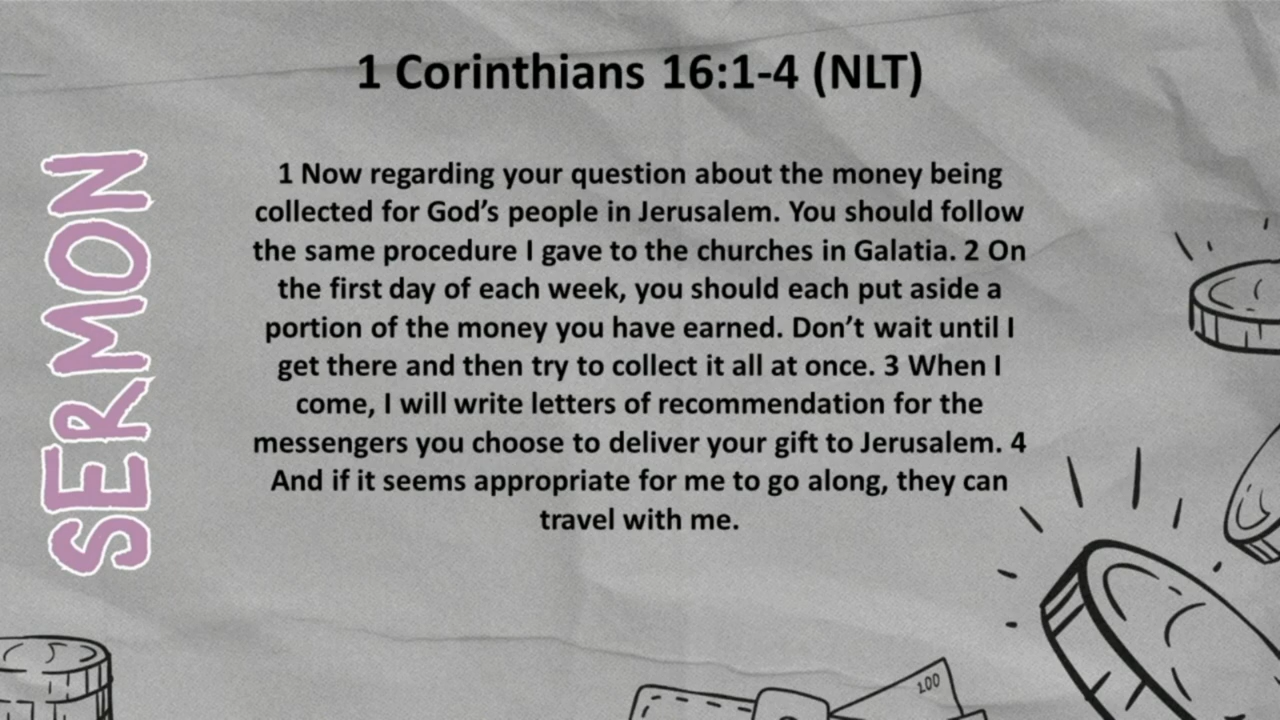 1 Corinthians 16:1-4 (NLT)
SERMON
1 Now regarding your question about the money being
collected for God’s people in Jerusalem. You should follow
the same procedure I gave to the churches in Galatia. 2 On
the first day of each week, you should each put aside a
portion of the money you have earned. Don’t wait until I
get there and then try to collect it all at once. 3 When I
come, I will write letters of recommendation for the
messengers you choose to deliver your gift to Jerusalem. 4
And if it seems appropriate for me to go along, they can
travel with me.
100